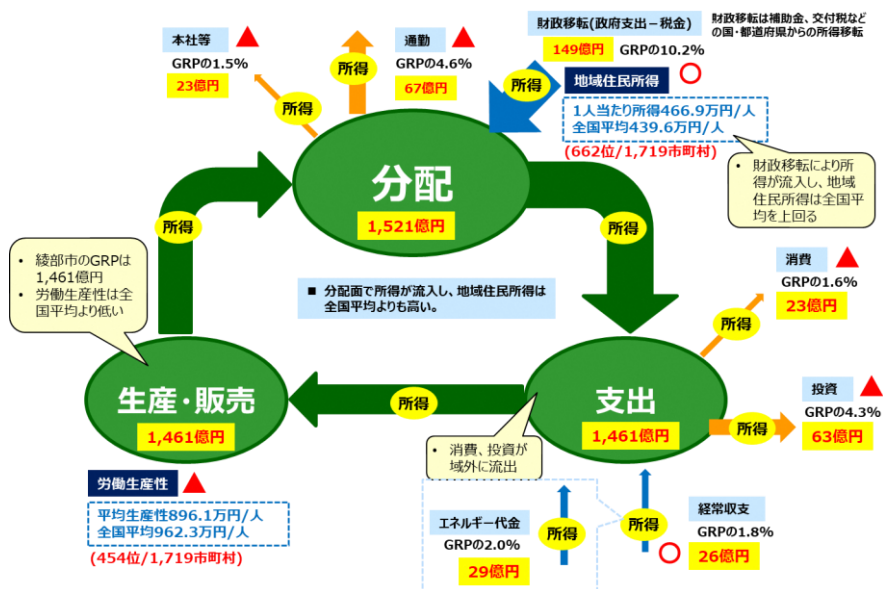 本社等 ▲
GRPの1.5%
23億円
所得
通勤 ▲
GRPの4.6%
67億円
所得
財政移転(政府支出－税金)
149億円 GRPの10.2%
財政移転は補助金、交付税など
の国・都道府県からの所得移転
所得
地域住民所得 ○
1人当たり所得466.9万円/人
全国平均439.6万円/人
(662位/1,719市町村)
• 財政移転により所
得が流入し、地域
住民所得は全国平
均を上回る
分配
1,521億円
所得
所得
• 綾部市のGRPは
1,461億円
• 労働生産性は全
国平均より低い
■ 分配面で所得が流入し、地域住民所得は
全国平均よりも高い。
消費 ▲
GRPの1.6%
23億円
所得
生産・販売
1,461億円
所得
支出
1,461億円
投資 ▲
GRPの4.3%
63億円
所得
• 消費、投資が
域外に流出
労働生産性 ▲
平均生産性896.1万円/人
全国平均962.3万円/人
(454位/1,719市町村)
エネルギー代金
GRPの2.0%
29億円
所得
所得
経常収支
GRPの1.8%
○ 26億円